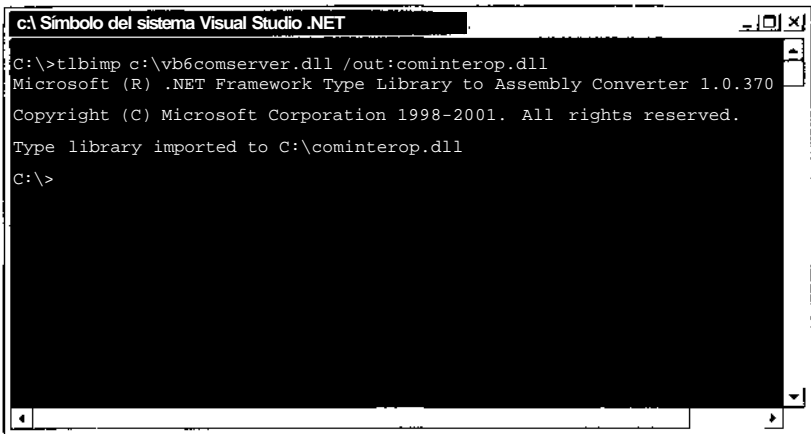 c:\ Símbolo del sistema Visual Studio .NET
C:\>tlbimp c:\vb6comserver.dll /out:cominterop.dll
Microsoft (R) .NET Framework Type Library to Assembly Converter 1.0.370
Copyright (C) Microsoft Corporation 1998-2001. All rights reserved.
Type library imported to C:\cominterop.dll
C:\>